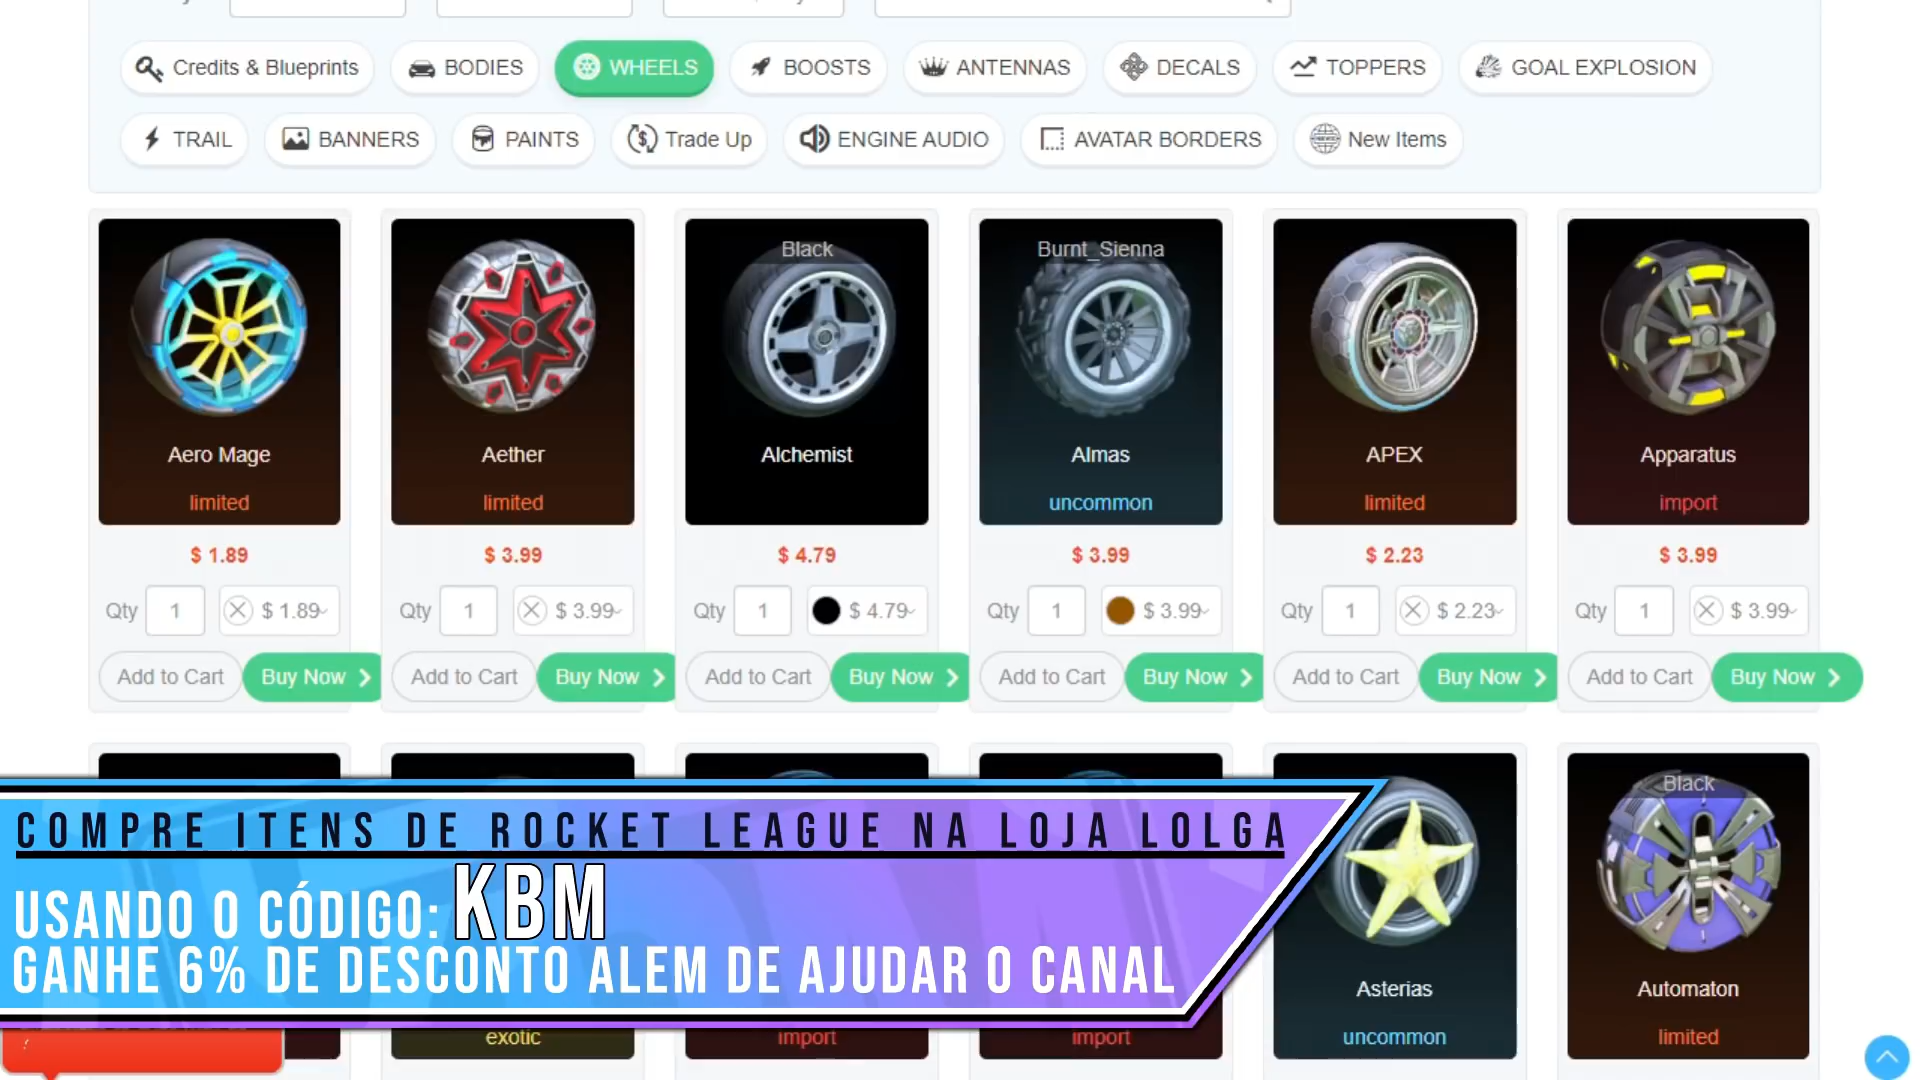 Credits & Blueprints BODIES WHEELS BOOSTS ANTENNAS DECALS TOPPERS GOAL EXPLOSION
TRAIL BANNERS PAINTS Trade Up ENGINE AUDIO AVATAR BORDERS New Items
Black Burnt_Sienna
Aero Mage Aether Alchemist Almas APEX Apparatus
limited limited uncommon limited import
$ 1.89 $ 3.99 $ 4.79 $ 3.99 $ 2.23 $ 3.99
Qty 1 $ 1.89 Qty 1 $ 3.99 Qty 1 $ 4.79 Qty 1 $ 3.99 Qty 1 $ 2.23 Qty 1 $ 3.99
Add to Cart Buy Now Add to Cart Buy Now Add to Cart Buy Now Add to Cart Buy Now Add to Cart Buy Now Add to Cart Buy Now
Black
COMPRE ITENS DE ROCKET LEAGUE NA LOJA LOLGA
USANDO O CÓDIGO: KBM
GANHE 6% DE DESCONTO ALEM DE AJUDAR O CANAL
Asterias Automaton
exotic import import uncommon limited